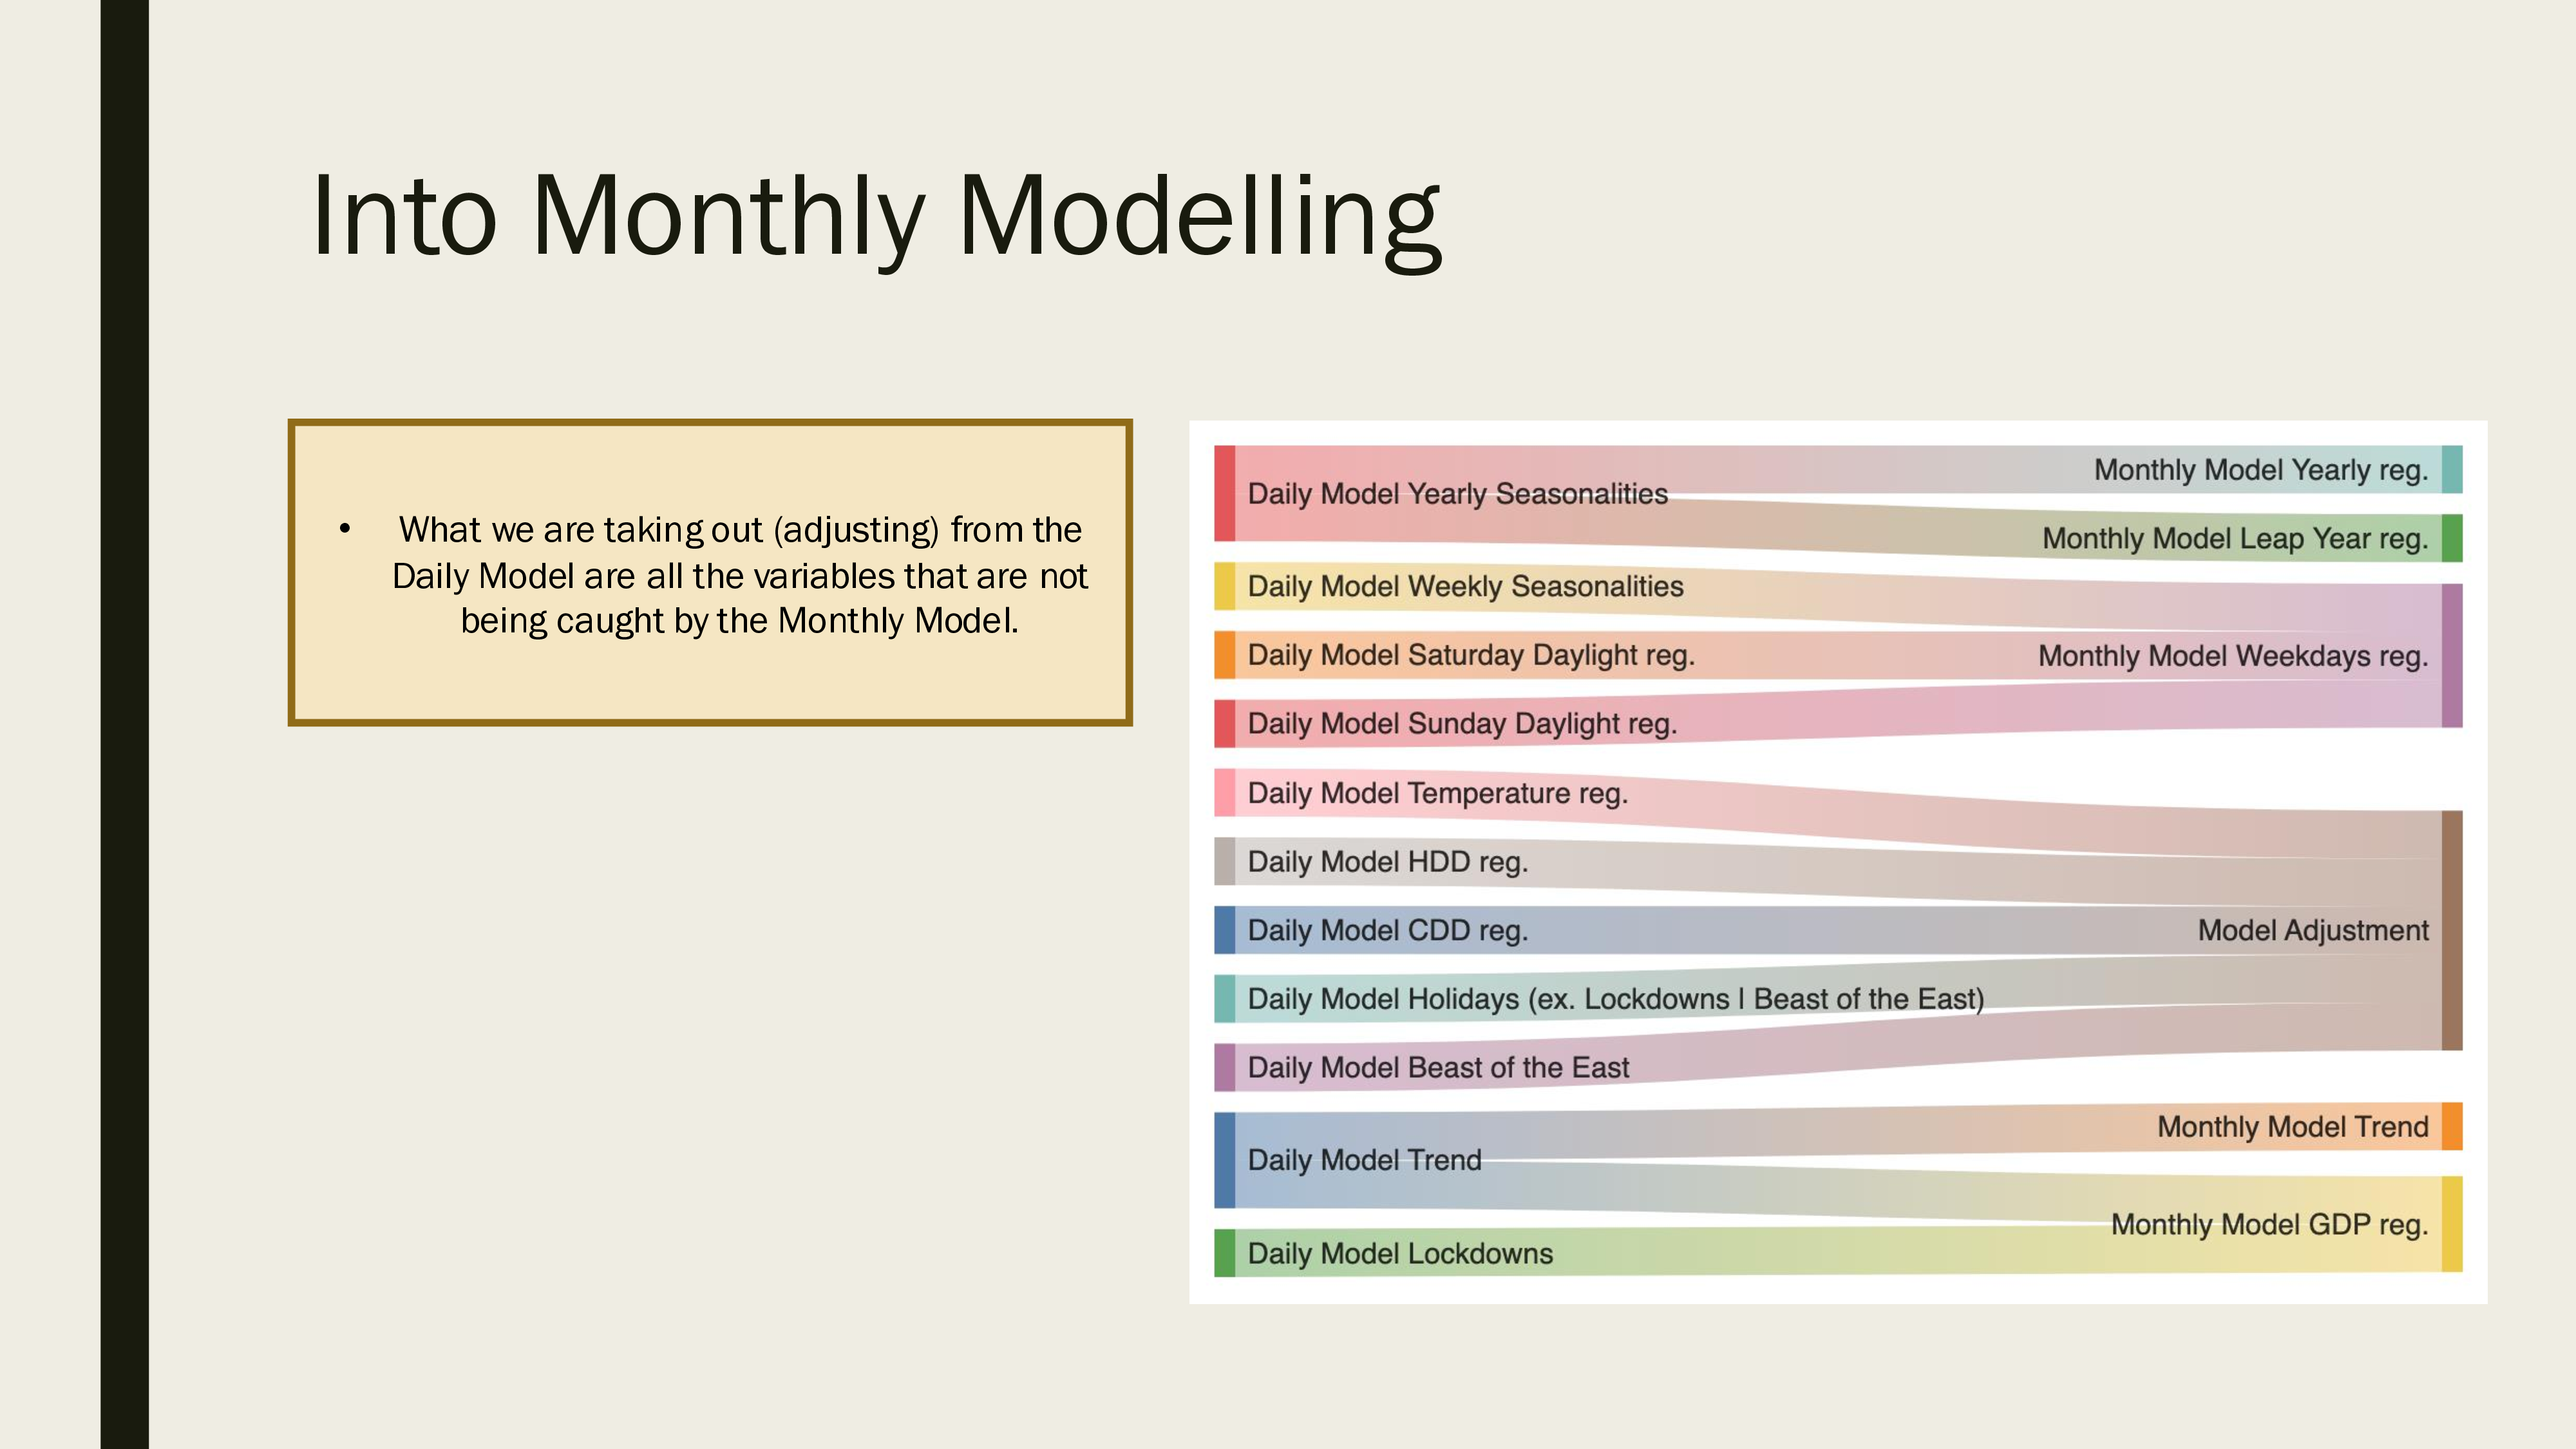 Into Monthly Modelling
• What we are taking out (adjusting) from the
Daily Model are all the variables that are not
being caught by the Monthly Model.
Daily Model Yearly Seasonalities
Daily Model Weekly Seasonalities
Daily Model Saturday Daylight reg.
Daily Model Sunday Daylight reg.
Daily Model Temperature reg.
Daily Model HDD reg.
Daily Model CDD reg.
Daily Model Holidays (ex. Lockdowns | Beast of the East)
Daily Model Beast of the East
Daily Model Trend
Daily Model Lockdowns
Monthly Model Yearly reg.
Monthly Model Leap Year reg.
Monthly Model Weekdays reg.
Model Adjustment
Monthly Model Trend
Monthly Model GDP reg.